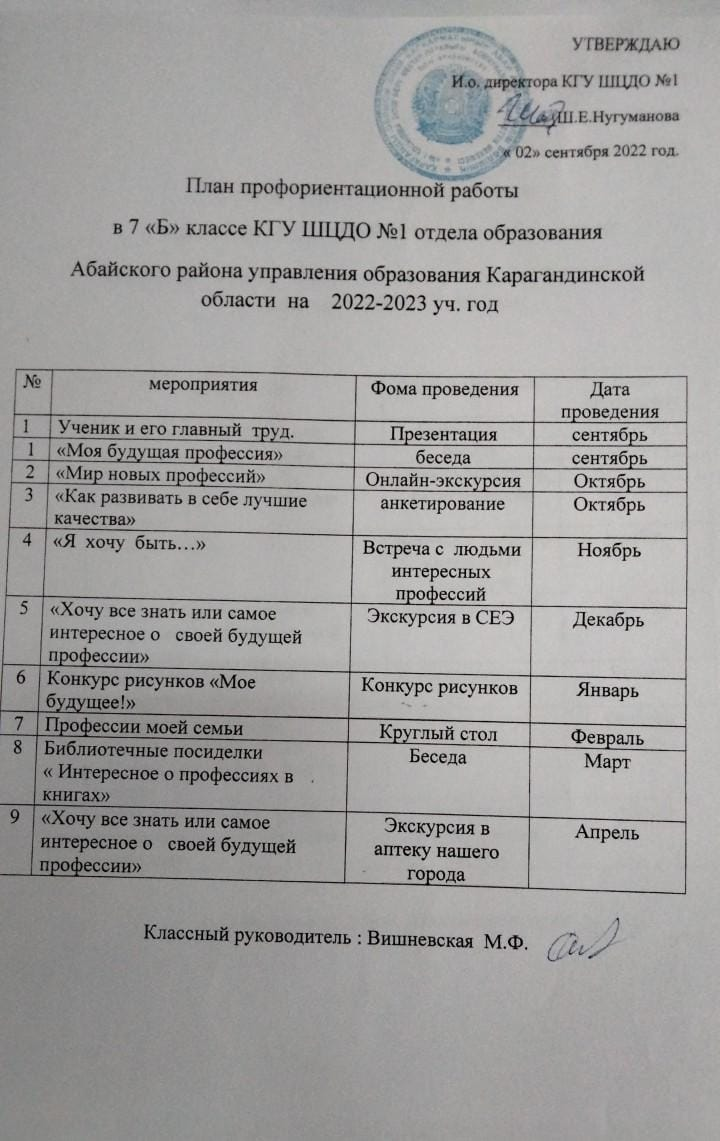 УТВЕРЖДАЮ
И.о. директора КГУ ШЦДО №1
Ш.Е.Нугуманова
« 02» сентября 2022 год.
План профориентационной работы
в 7 «Б» классе КГУ ШЦДО №1 отдела образования
Абайского района управления образования Карагандинской
области на 2022-2023 уч. год
№ мероприятия Фома проведения Дата
проведения
1 Ученик и его главный труд. Презентация сентябрь
1 «Моя будущая профессия» беседа сентябрь
2 «Мир новых профессий» Онлайн-экскурсия Октябрь
3 «Как развивать в себе лучшие анкетирование Октябрь
качества»
4 «Я хочу быть…» Встреча с людьми Ноябрь
интересных
профессий
5 «Хочу все знать или самое Экскурсия в СЕЭ Декабрь
интересное о своей будущей
профессии»
6 Конкурс рисунков «Мое Конкурс рисунков Январь
будущее!»
7 Профессии моей семьи Круглый стол Февраль
8 Библиотечные посиделки Беседа Март
« Интересное о профессиях в
книгах»
9 «Хочу все знать или самое Экскурсия в Апрель
интересное о своей будущей аптеку нашего
профессии» города
Классный руководитель : Вишневская М.Ф.